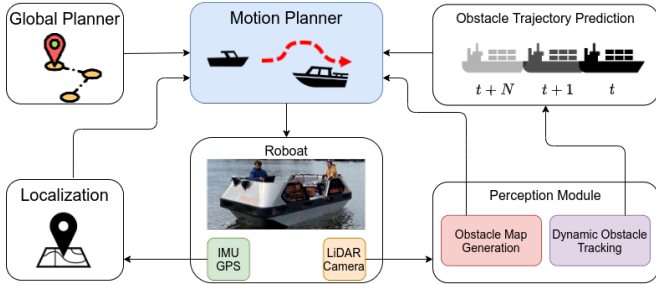 Global Planner
Motion Planner
Obstacle Trajectory Prediction
t + N
t + 1
t
Localization
Roboat
IMU
GPS
LiDAR
Camera
Perception Module
Obstacle Map
Generation
Dynamic Obstacle
Tracking